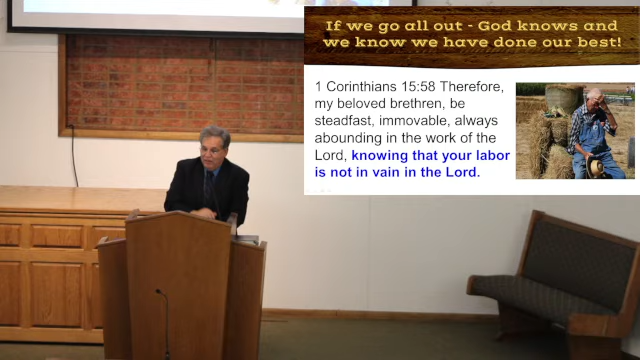 If we go all out - God knows and
we know we have done our best!
1 Corinthians 15:58 Therefore,
my beloved brethren, be
steadfast, immovable, always
abounding in the work of the
Lord, knowing that your labor
is not in vain in the Lord.